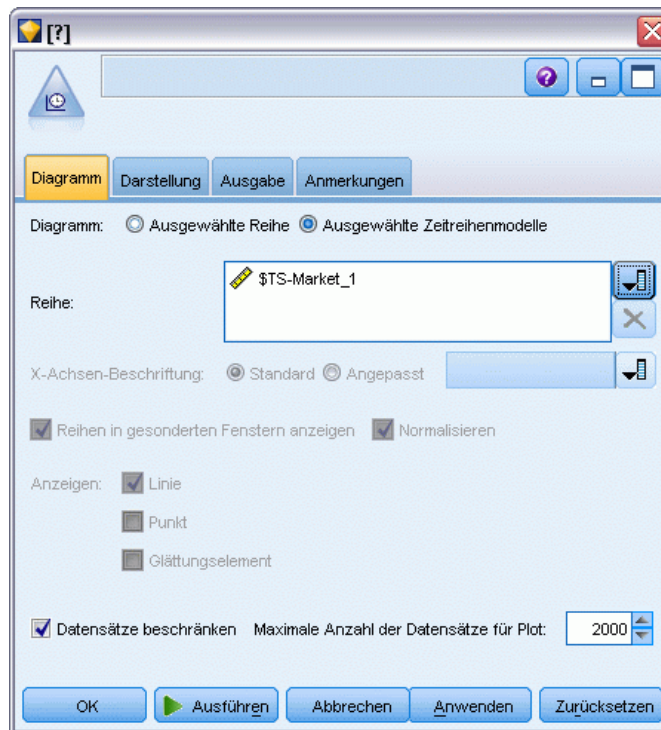 [?]
Diagramm Darstellung Ausgabe Anmerkungen
Diagramm: Ausgewählte Reihe Ausgewählte Zeitreihenmodelle
Reihe: $TS-Market_1
X-Achsen-Beschriftung: Standard Angepasst
Reihen in gesonderten Fenstern anzeigen Normalisieren
Anzeigen: Linie
Punkt
Glättungselement
Datensätze beschränken Maximale Anzahl der Datensätze für Plot: 2000
OK Ausführen Abbrechen Anwenden Zurücksetzen